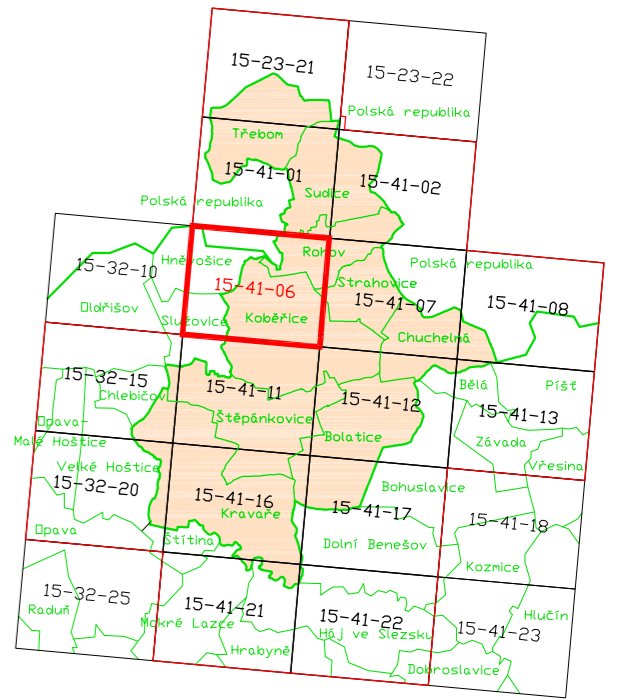 15-23-21
15-23-22
Polská republika
Třebom
15-41-01
Sudice
15-41-02
Polská republika
Hněvošice
Rohov
Polská republika
15-32-10
15-41-06
Strahovice
15-41-07
15-41-08
Oldřišov
Služovice
Kobeřice
Chuchelná
15-32-15
Chlebičov
15-41-11
15-41-12
Bělá
Píšť
Opava-
Malé Hoštice
Štěpánkovice
Bolatice
15-41-13
Závada
Vřesina
Velké Hoštice
15-32-20
15-41-16
Kravaře
Bohuslavice
15-41-17
15-41-18
Opava
Štítina
Dolní Benešov
Kozmice
15-32-25
Raduň
15-41-21
Mokré Lazce
15-41-22
Háj ve Slezsku
Hlučín
15-41-23
Hrabyně
Dobroslavice